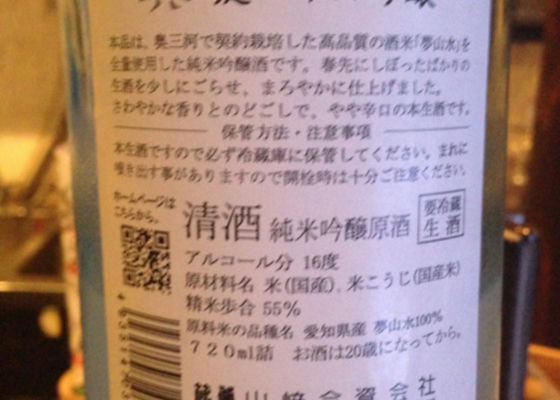 本品は、奥三河で契約栽培した高品質の酒米「夢山水」を
全量使用した純米吟醸酒です。春先にしぼったばかりの
生酒を少しにごらせ、まろやかに仕上げました。
さわやかな香りとのどごしで、やや辛口の本生酒です。
保管方法・注意事項
本生酒ですので必ず冷蔵庫に保管してください。まれに
噴き出す事がありますので開栓時は十分ご注意ください。
ホームページは
こちらから。
清酒 純米吟醸原酒
要冷蔵
生酒
アルコール分 16度
原材料名 米(国産)、米こうじ(国産米)
精米歩合 55%
原料米の品種名 愛知県産 夢山水100%
720ml詰 お酒は20歳になってから。
山﨑合資会社